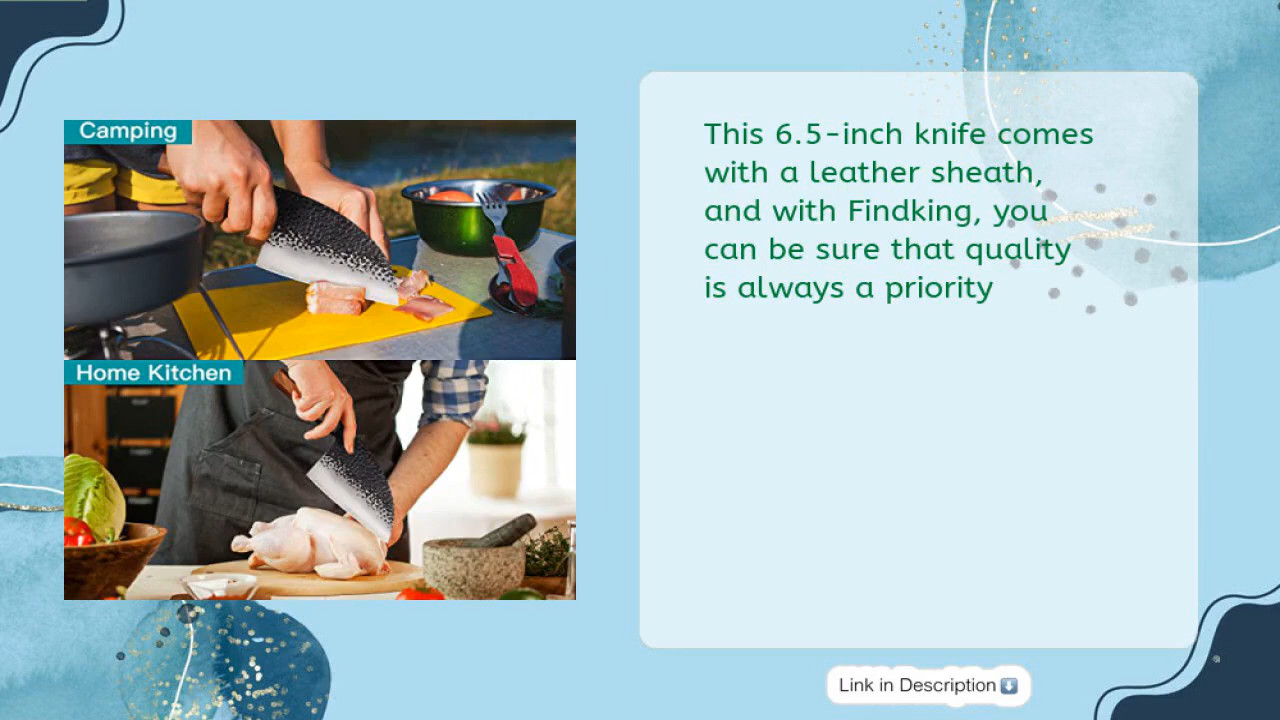 Camping
Home Kitchen
This 6.5-inch knife comes
with a leather sheath,
and with Findking, you
can be sure that quality
is always a priority
Link in Description⬇️